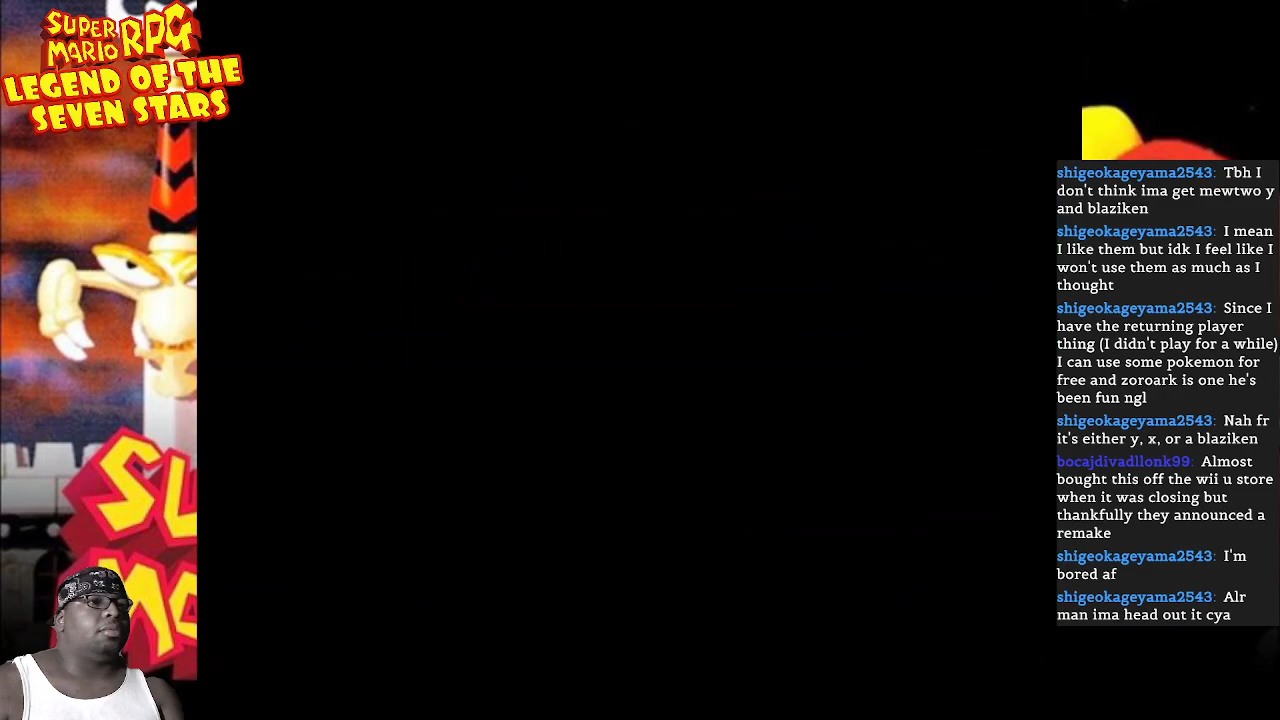 SUPER
MARIO RPG
LEGEND OF THE
SEVEN STARS
SU
shigeokageyama2543: Tbh I
don't think ima get mewtwo y
and blaziken
shigeokageyama2543: I mean
I like them but idk I feel like I
won't use them as much as I
thought
shigeokageyama2543: Since I
have the returning player
thing (I didn't play for a while)
I can use some pokemon for
free and zoroark is one he's
been fun ngl
shigeokageyama2543: Nah fr
it's either y, x, or a blaziken
bocajdivadllonk99: Almost
bought this off the wii u store
when it was closing but
thankfully they announced a
remake
shigeokageyama2543: I'm
bored af
shigeokageyama2543: Alr
man ima head out it cya